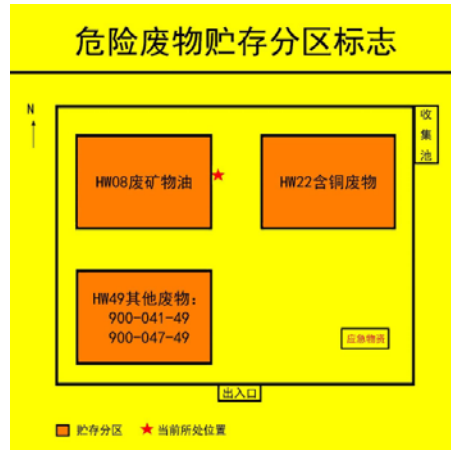 危险废物贮存分区标志
N
收集池
HW08废矿物油
HW22含铜废物
HW49其他废物：
900-041-49
900-047-49
应急物资
出入口
贮存分区
当前所处位置